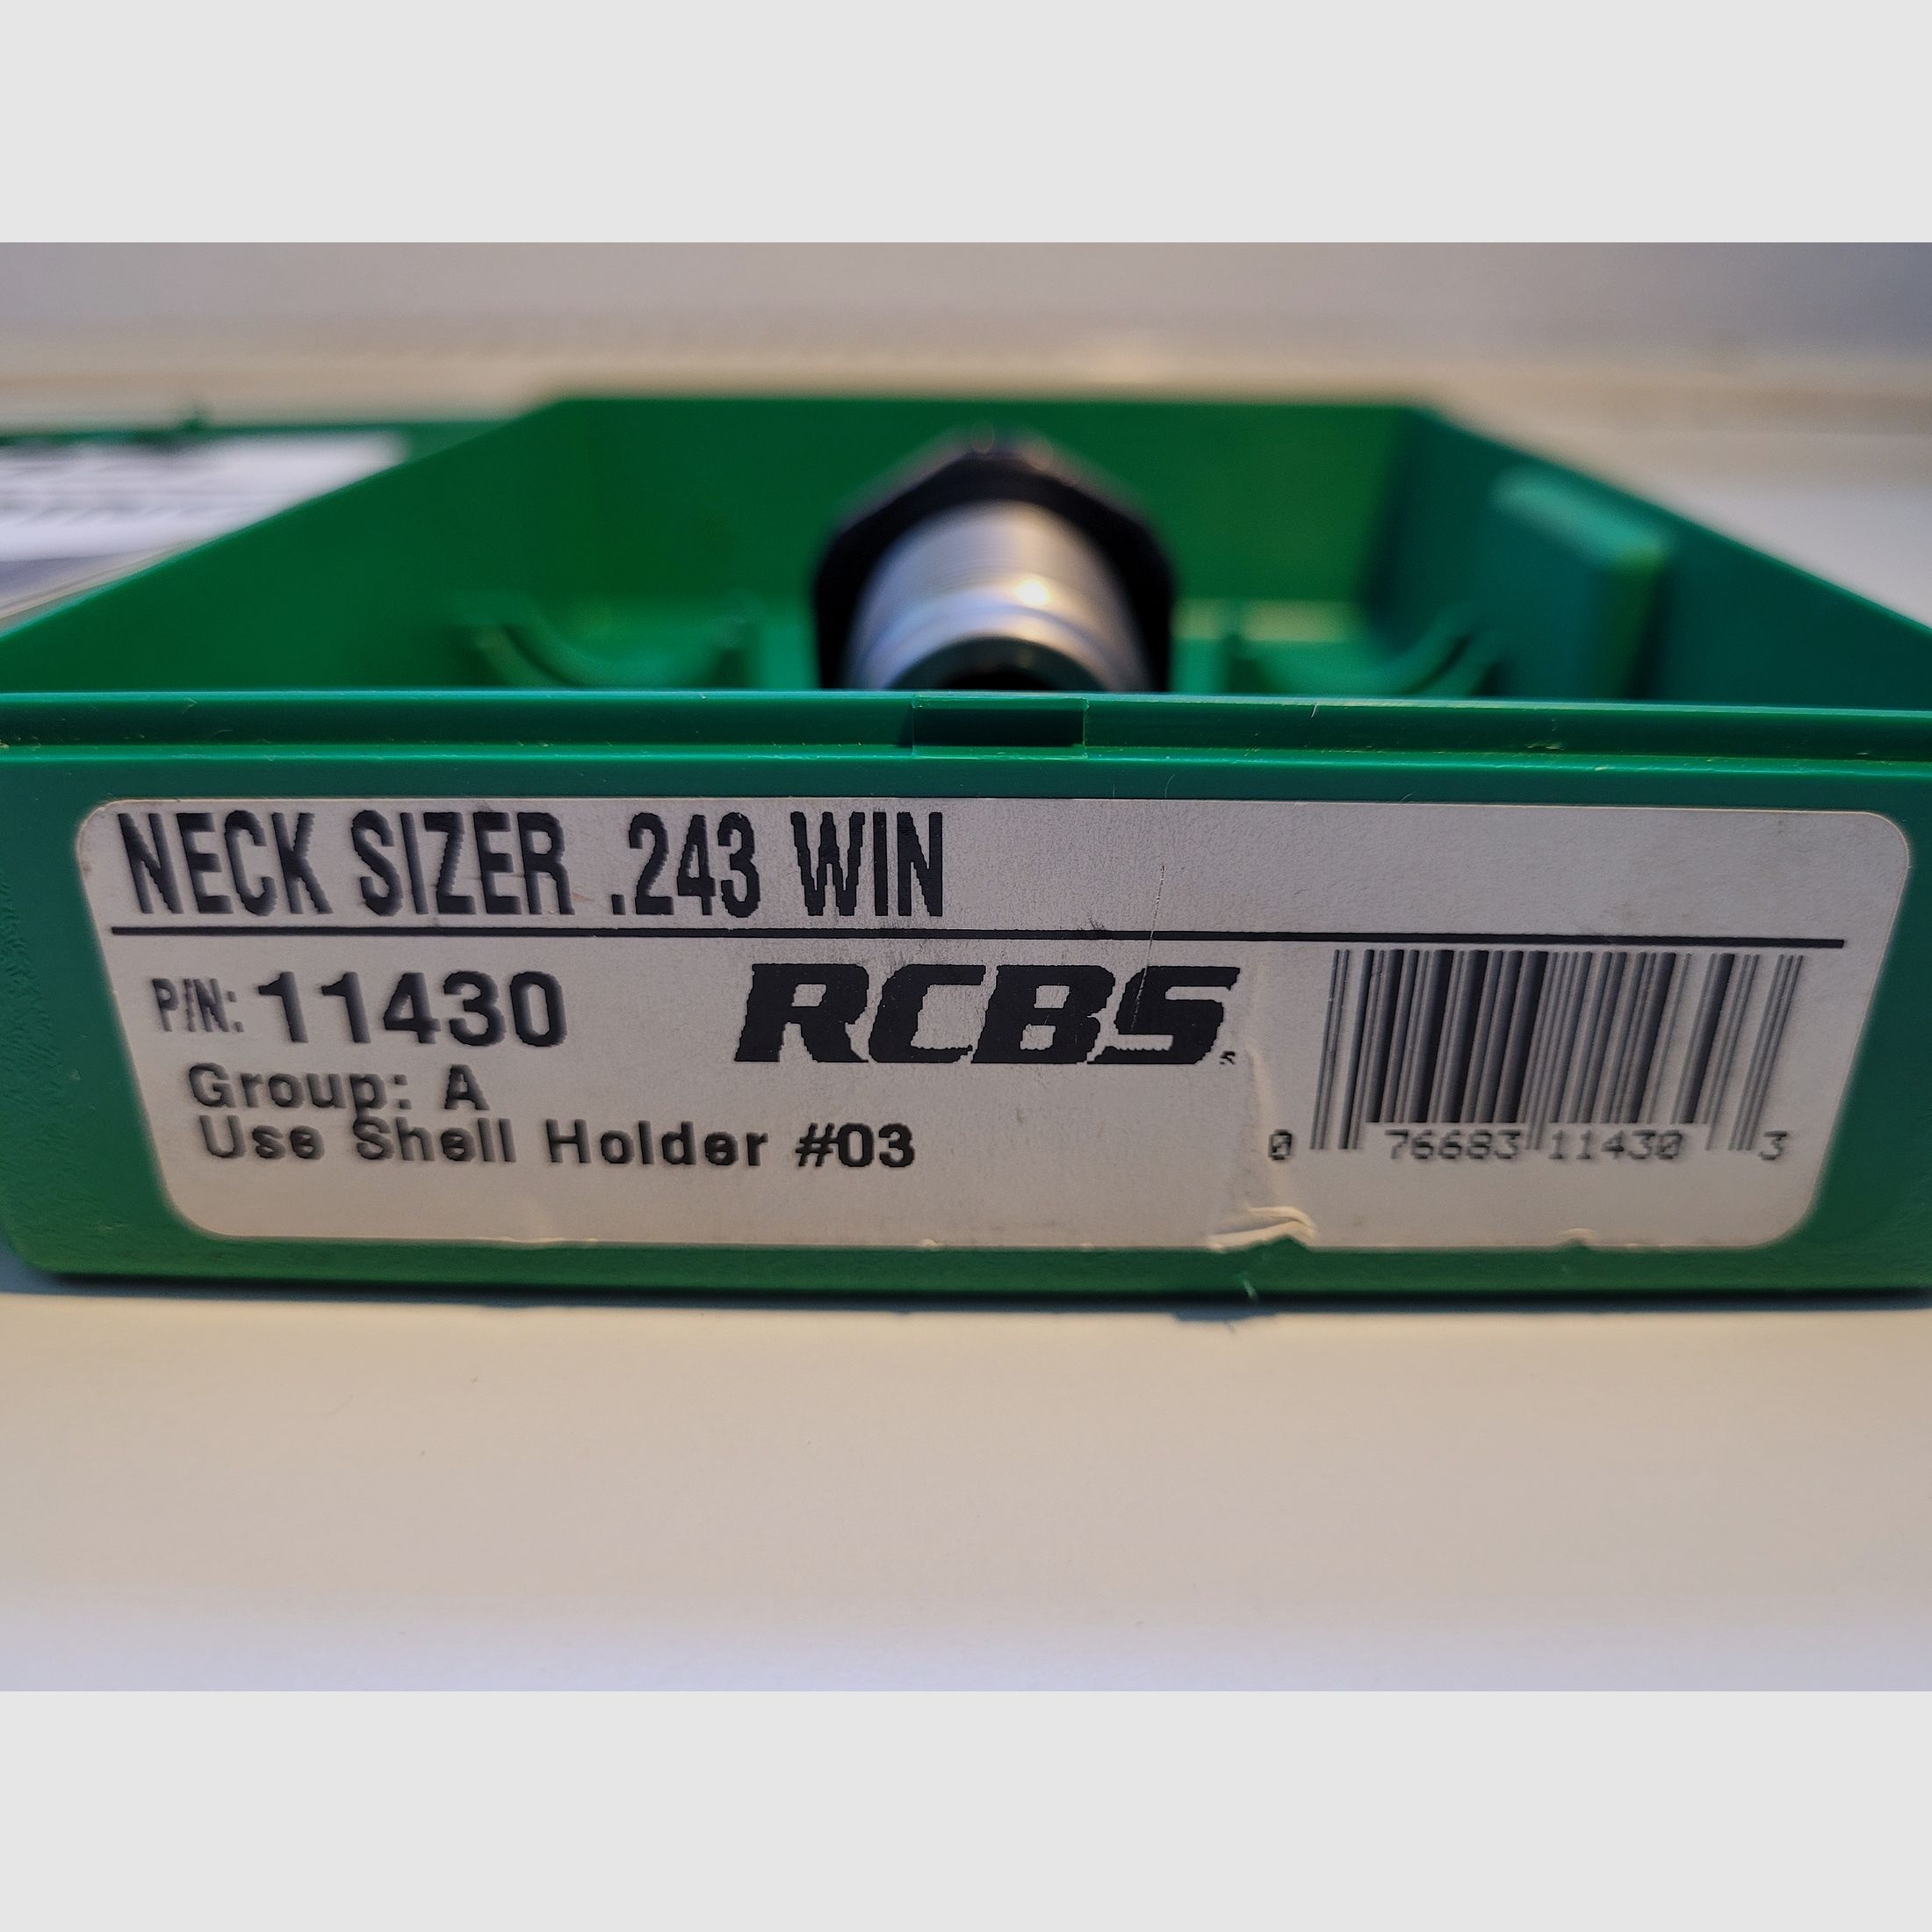 NECK SIZER .243 WIN
P/N: 11430
RCBS
Group: A
Use Shell Holder #03
0 76683 11430 3